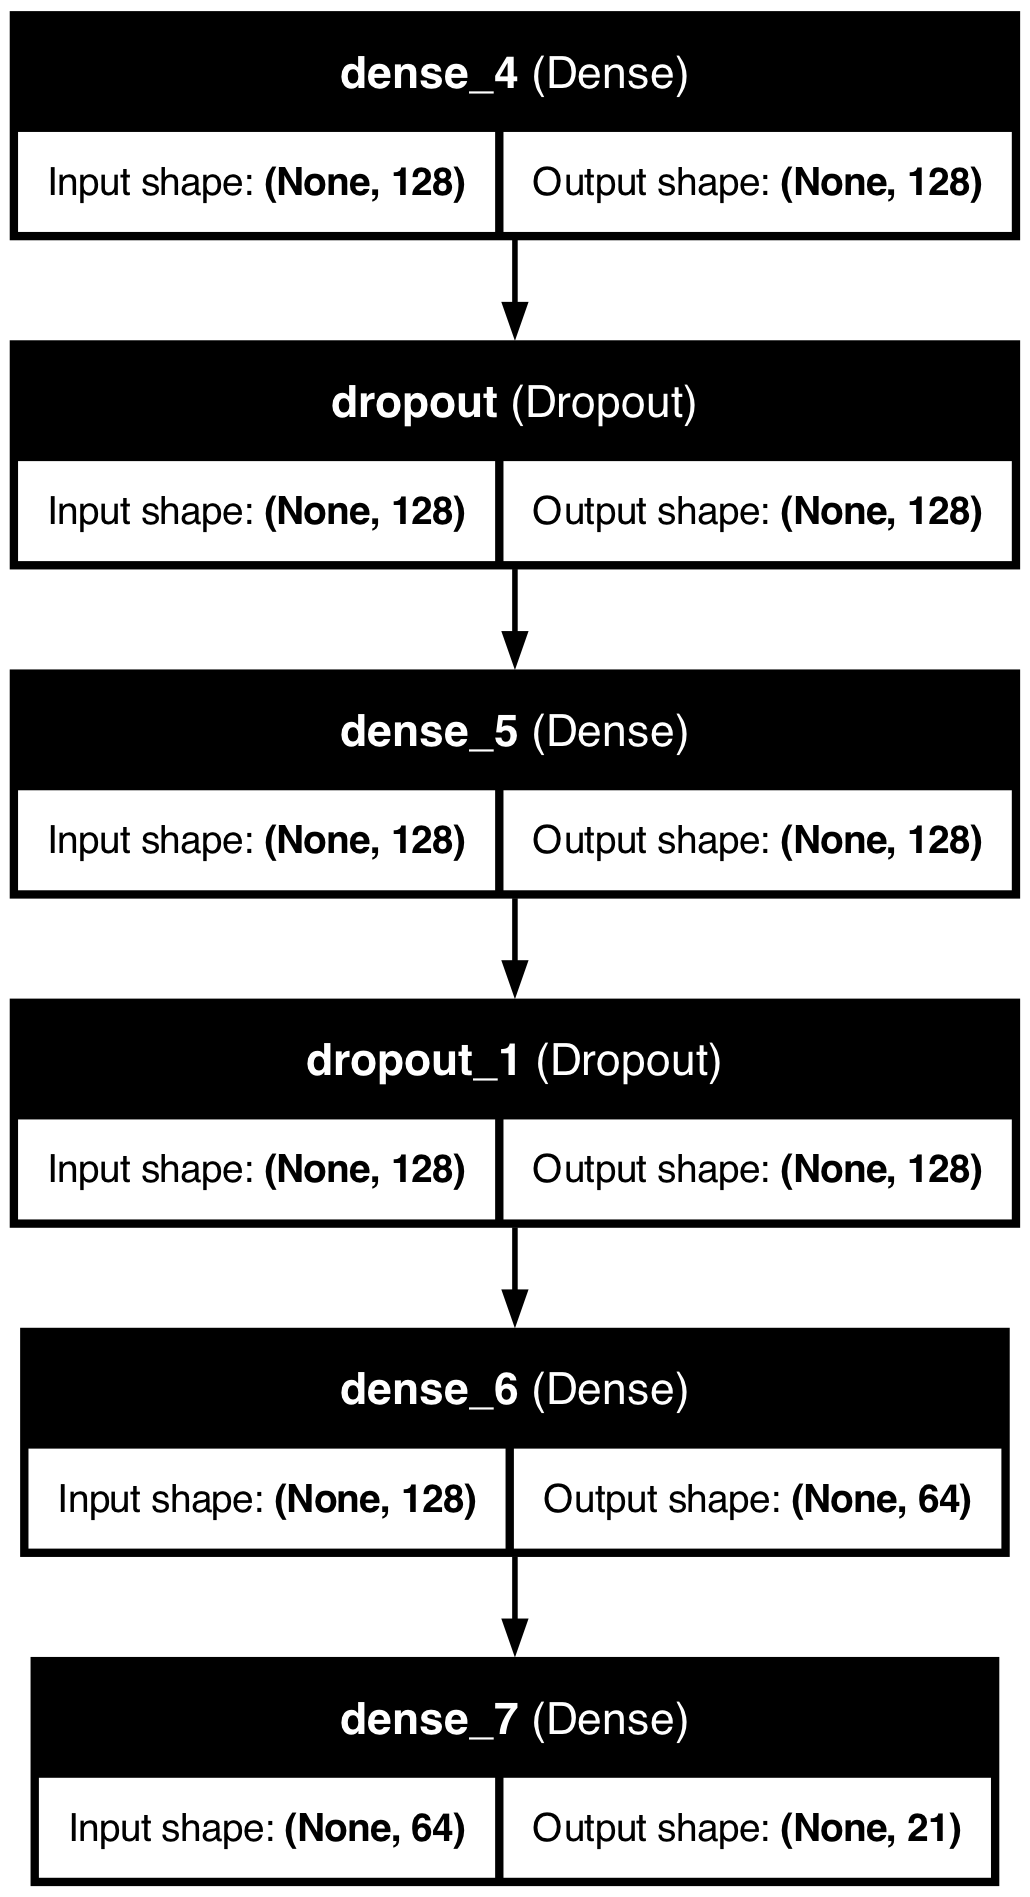 dense_4 (Dense)
Input shape: (None, 128) Output shape: (None, 128)
dropout (Dropout)
Input shape: (None, 128) Output shape: (None, 128)
dense_5 (Dense)
Input shape: (None, 128) Output shape: (None, 128)
dropout_1 (Dropout)
Input shape: (None, 128) Output shape: (None, 128)
dense_6 (Dense)
Input shape: (None, 128) Output shape: (None, 64)
dense_7 (Dense)
Input shape: (None, 64) Output shape: (None, 21)